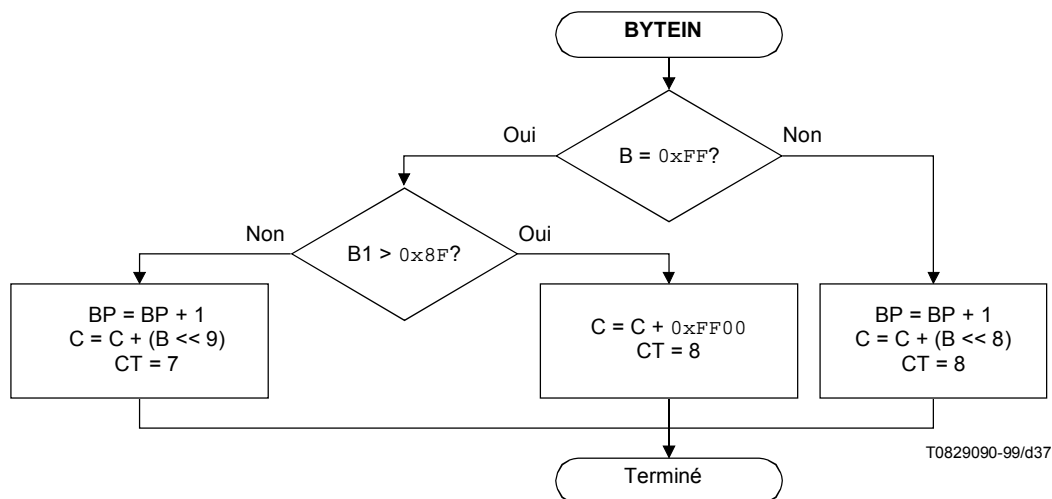 BYTEIN
Oui
Non
B = 0xFF?
Non
Oui
B1 > 0x8F?
BP = BP + 1
C = C + (B << 9)
CT = 7
C = C + 0xFF00
CT = 8
BP = BP + 1
C = C + (B << 8)
CT = 8
T0829090-99/d37
Terminé